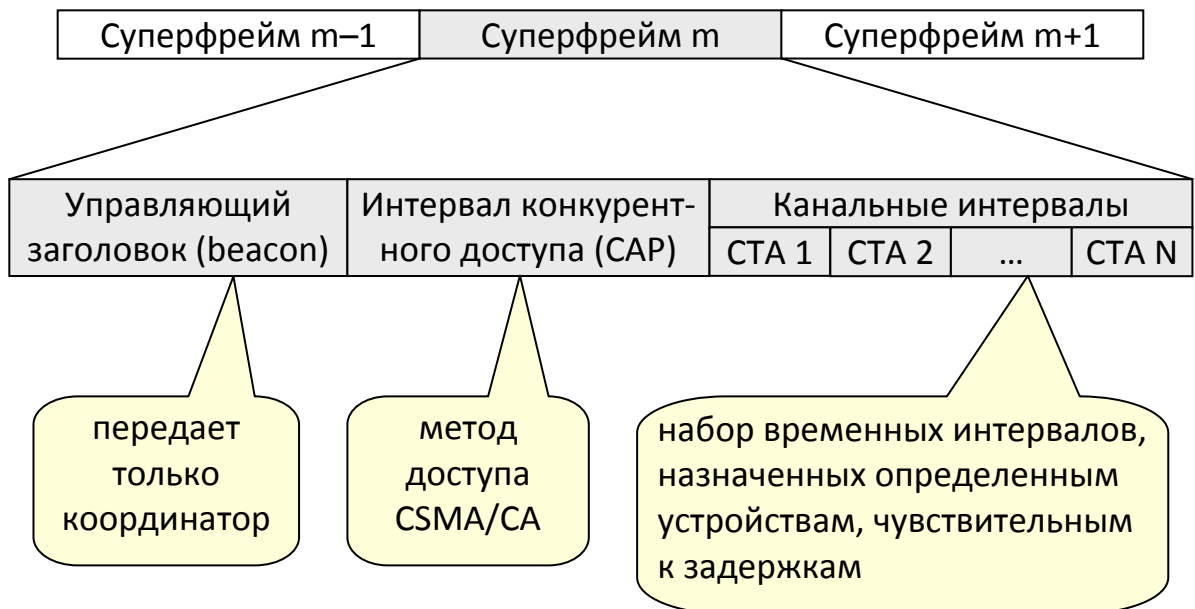 Суперфрейм m–1
Суперфрейм m
Суперфрейм m+1
Управляющий
заголовок (beacon)
Интервал конкурент-
ного доступа (CAP)
Канальные интервалы
CTA 1
CTA 2
...
CTA N
передает
только
координатор
метод
доступа
CSMA/CA
набор временных интервалов,
назначенных определенным
устройствам, чувствительным
к задержкам